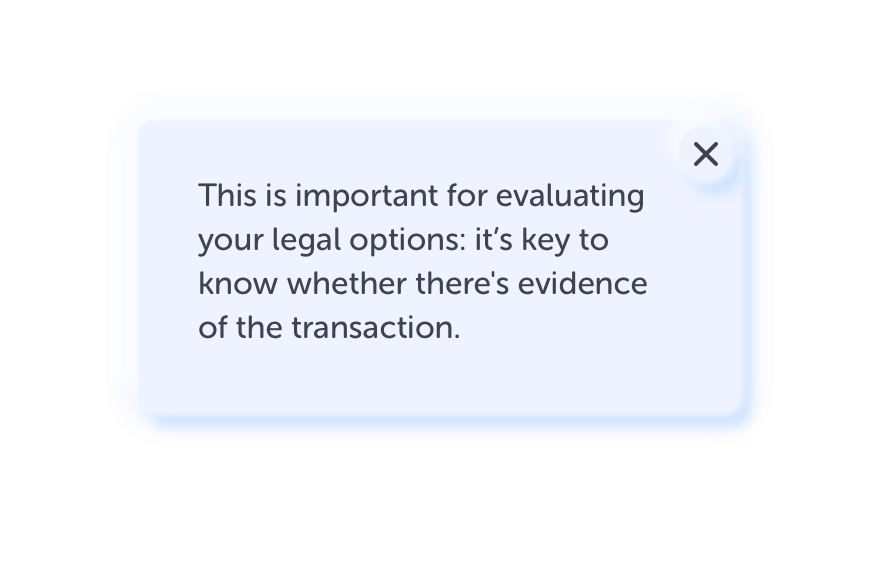 This is important for evaluating
your legal options: it’s key to
know whether there's evidence
of the transaction.